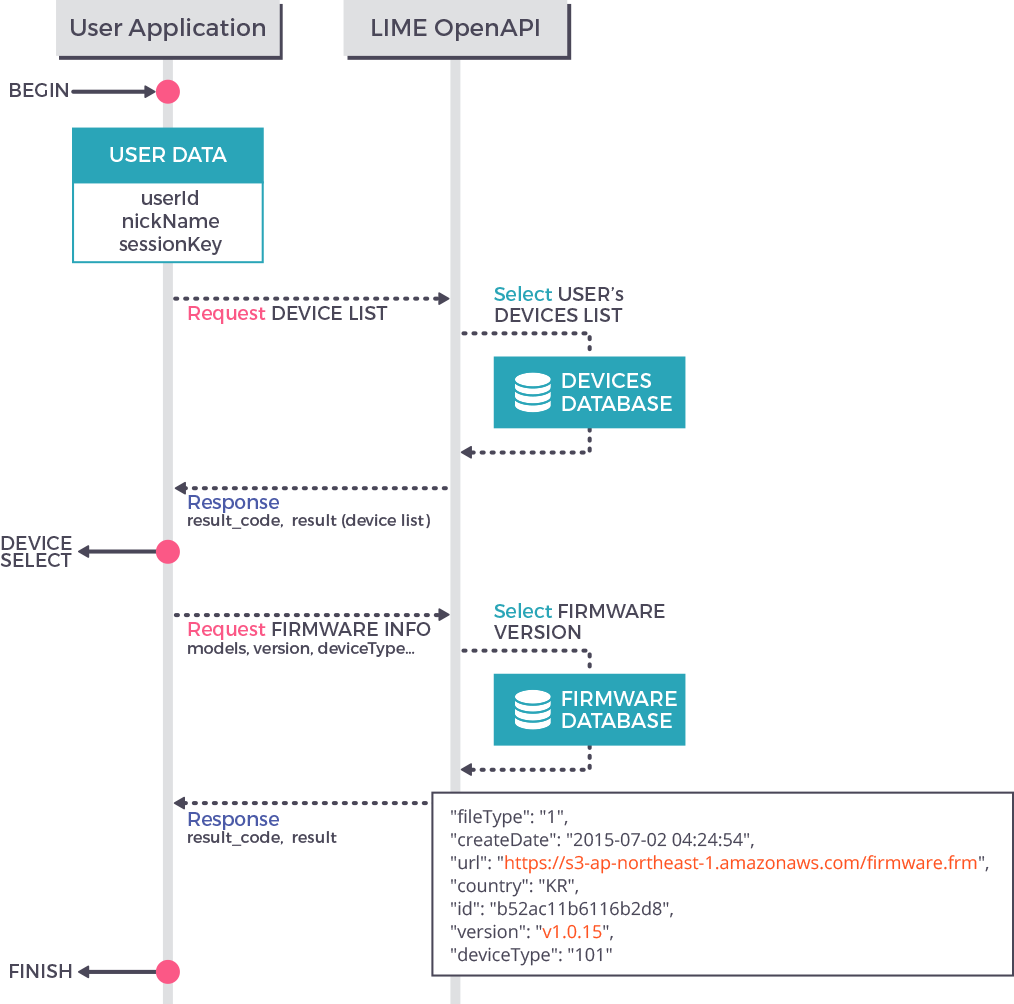 User Application
LIME OpenAPI
BEGIN
USER DATA
userId
nickName
sessionKey
Request DEVICE LIST
Select USER’s
DEVICES LIST
DEVICES
DATABASE
Response
result_code, result (device list)
DEVICE
SELECT
Request FIRMWARE INFO
models, version, deviceType...
Select FIRMWARE
VERSION
FIRMWARE
DATABASE
Response
result_code, result
"fileType": "1",
"createDate": "2015-07-02 04:24:54",
"url": "https://s3-ap-northeast-1.amazonaws.com/firmware.frm",
"country": "KR",
"id": "b52ac11b6116b2d8",
"version": "v1.0.15",
"deviceType": "101"
FINISH